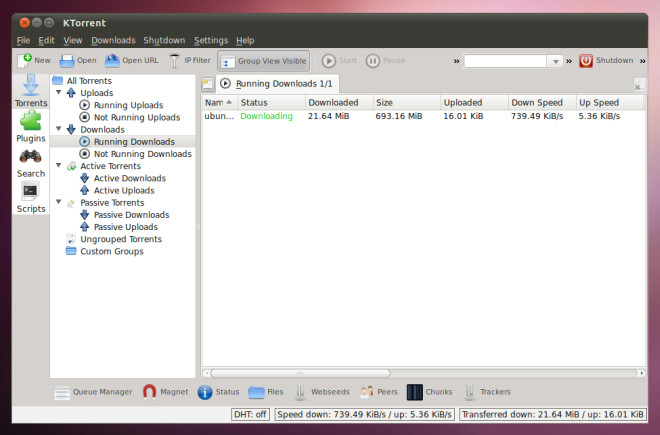 KTorrent
File Edit View Downloads Shutdown Settings Help
New Open Open URL IP Filter Group View Visible Start Pause » » Shutdown »
Torrents
Plugins
Search
Scripts
All Torrents
Uploads
Running Uploads
Not Running Uploads
Downloads
Running Downloads
Not Running Downloads
Active Torrents
Active Downloads
Active Uploads
Passive Torrents
Passive Downloads
Passive Uploads
Ungrouped Torrents
Custom Groups
Running Downloads 1/1
Nam Status Downloaded Size Uploaded Down Speed Up Speed
ubun... Downloading 21.64 MiB 693.16 MiB 16.01 KiB 739.49 KiB/s 5.36 KiB/s
Queue Manager Magnet Status Files Webseeds Peers Chunks Trackers
DHT: off Speed down: 739.49 KiB/s / up: 5.36 KiB/s Transferred down: 21.64 MiB / up: 16.01 KiB